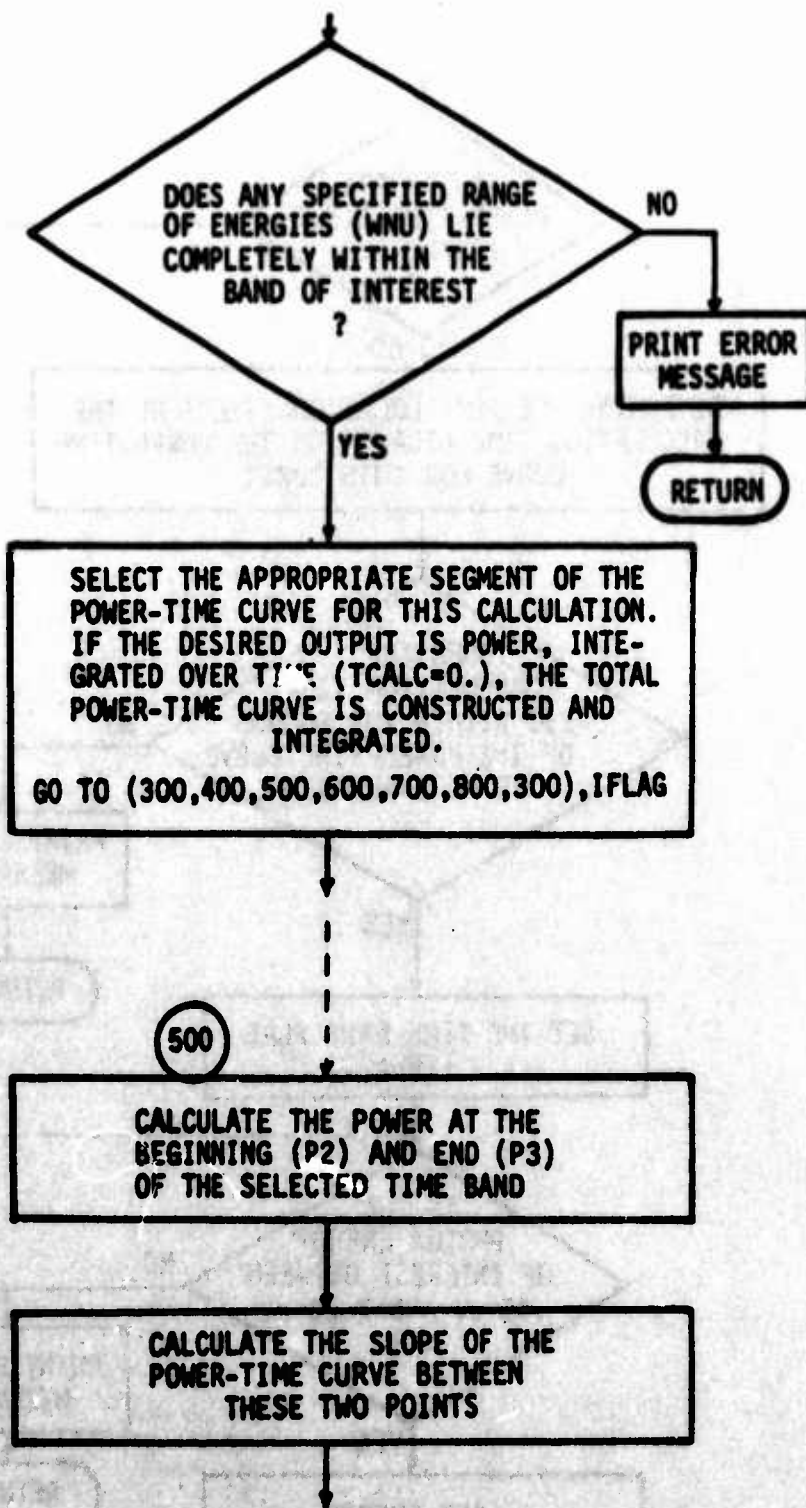 DOES ANY SPECIFIED RANGE
OF ENERGIES (WNU) LIE
COMPLETELY WITHIN THE
BAND OF INTEREST
?
NO
PRINT ERROR
MESSAGE
RETURN
YES
SELECT THE APPROPRIATE SEGMENT OF THE
POWER-TIME CURVE FOR THIS CALCULATION.
IF THE DESIRED OUTPUT IS POWER, INTE-
GRATED OVER TIME (TCALC=0.), THE TOTAL
POWER-TIME CURVE IS CONSTRUCTED AND
INTEGRATED.
GO TO (300,400,500,600,700,800,300),IFLAG
500
CALCULATE THE POWER AT THE
BEGINNING (P2) AND END (P3)
OF THE SELECTED TIME BAND
CALCULATE THE SLOPE OF THE
POWER-TIME CURVE BETWEEN
THESE TWO POINTS